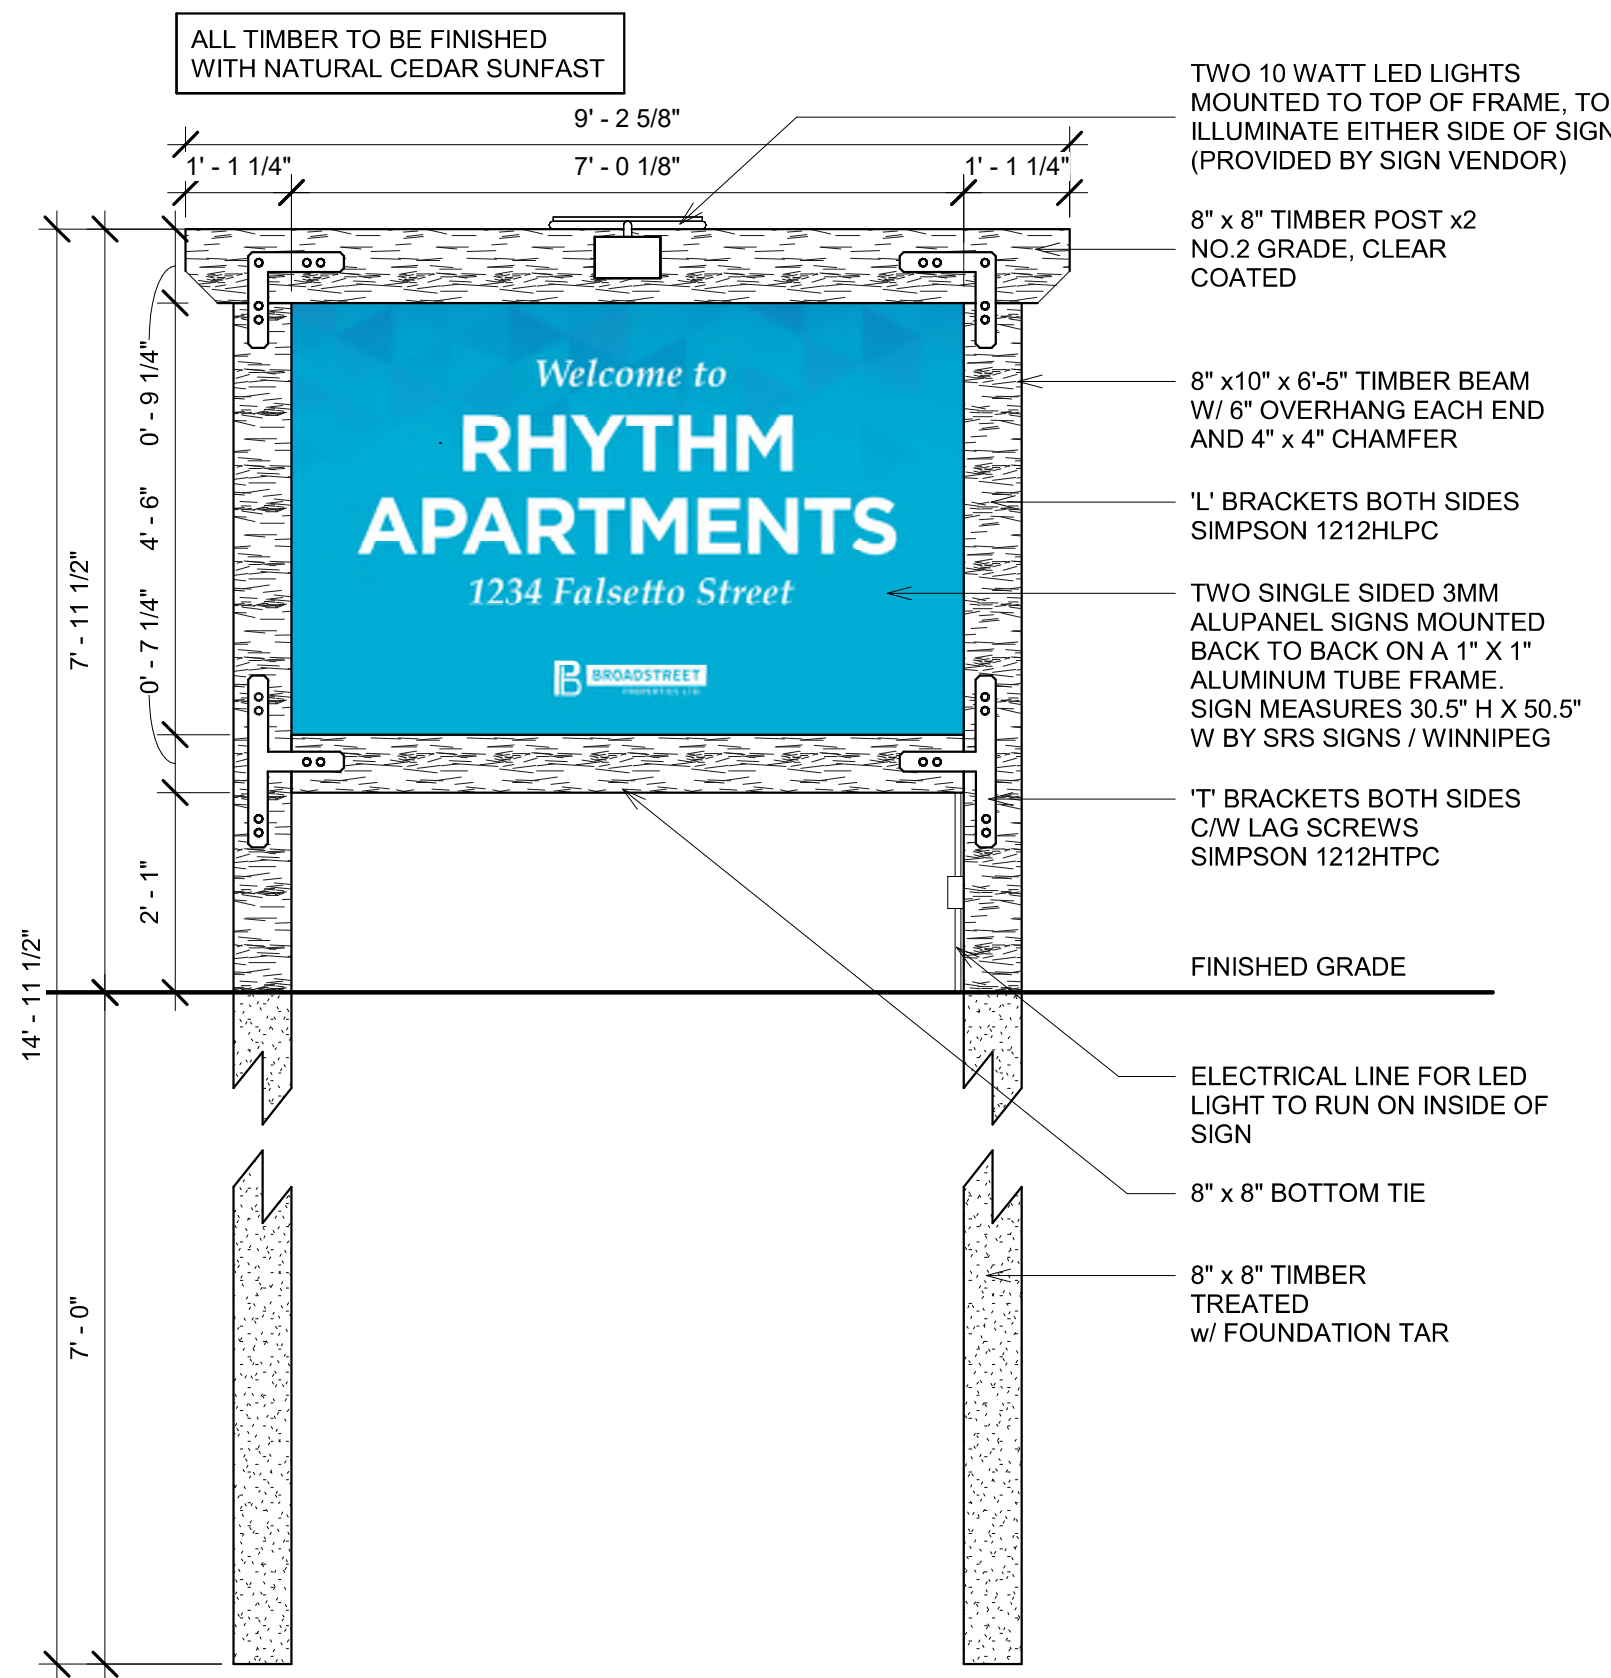 ALL TIMBER TO BE FINISHED
WITH NATURAL CEDAR SUNFAST
9' - 2 5/8"
1' - 1 1/4"
7' - 0 1/8"
1' - 1 1/4"
TWO 10 WATT LED LIGHTS
MOUNTED TO TOP OF FRAME, TO
ILLUMINATE EITHER SIDE OF SIGN
(PROVIDED BY SIGN VENDOR)
8" x 8" TIMBER POST x2
NO.2 GRADE, CLEAR
COATED
8" x10" x 6'-5" TIMBER BEAM
W/ 6" OVERHANG EACH END
AND 4" x 4" CHAMFER
'L' BRACKETS BOTH SIDES
SIMPSON 1212HLPC
TWO SINGLE SIDED 3MM
ALUPANEL SIGNS MOUNTED
BACK TO BACK ON A 1" X 1"
ALUMINUM TUBE FRAME.
SIGN MEASURES 30.5" H X 50.5"
W BY SRS SIGNS / WINNIPEG
'T' BRACKETS BOTH SIDES
C/W LAG SCREWS
SIMPSON 1212HTPC
FINISHED GRADE
ELECTRICAL LINE FOR LED
LIGHT TO RUN ON INSIDE OF
SIGN
8" x 8" BOTTOM TIE
8" x 8" TIMBER
TREATED
w/ FOUNDATION TAR
Welcome to
RHYTHM
APARTMENTS
1234 Falsetto Street
BROADSTREET
PROPERTIES LTD
0' - 9 1/4"
4' - 6"
0' - 7 1/4"
2' - 1"
7' - 11 1/2"
14' - 11 1/2"
7' - 0"